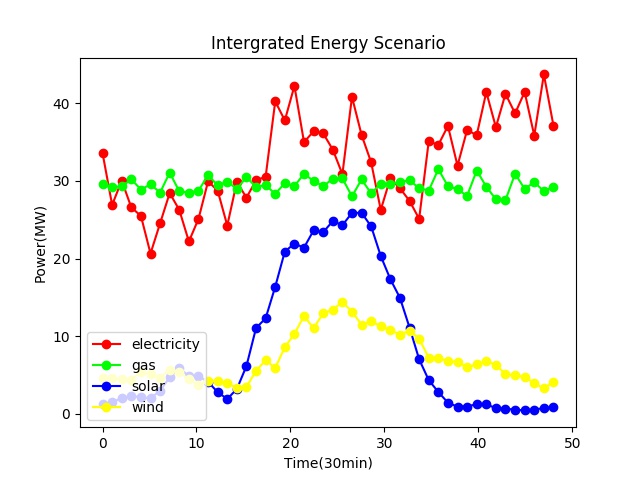 Intergrated Energy Scenario
Power(MW)
40
30
20
10
0
electricity
gas
solar
wind
0 10 20 30 40 50
Time(30min)